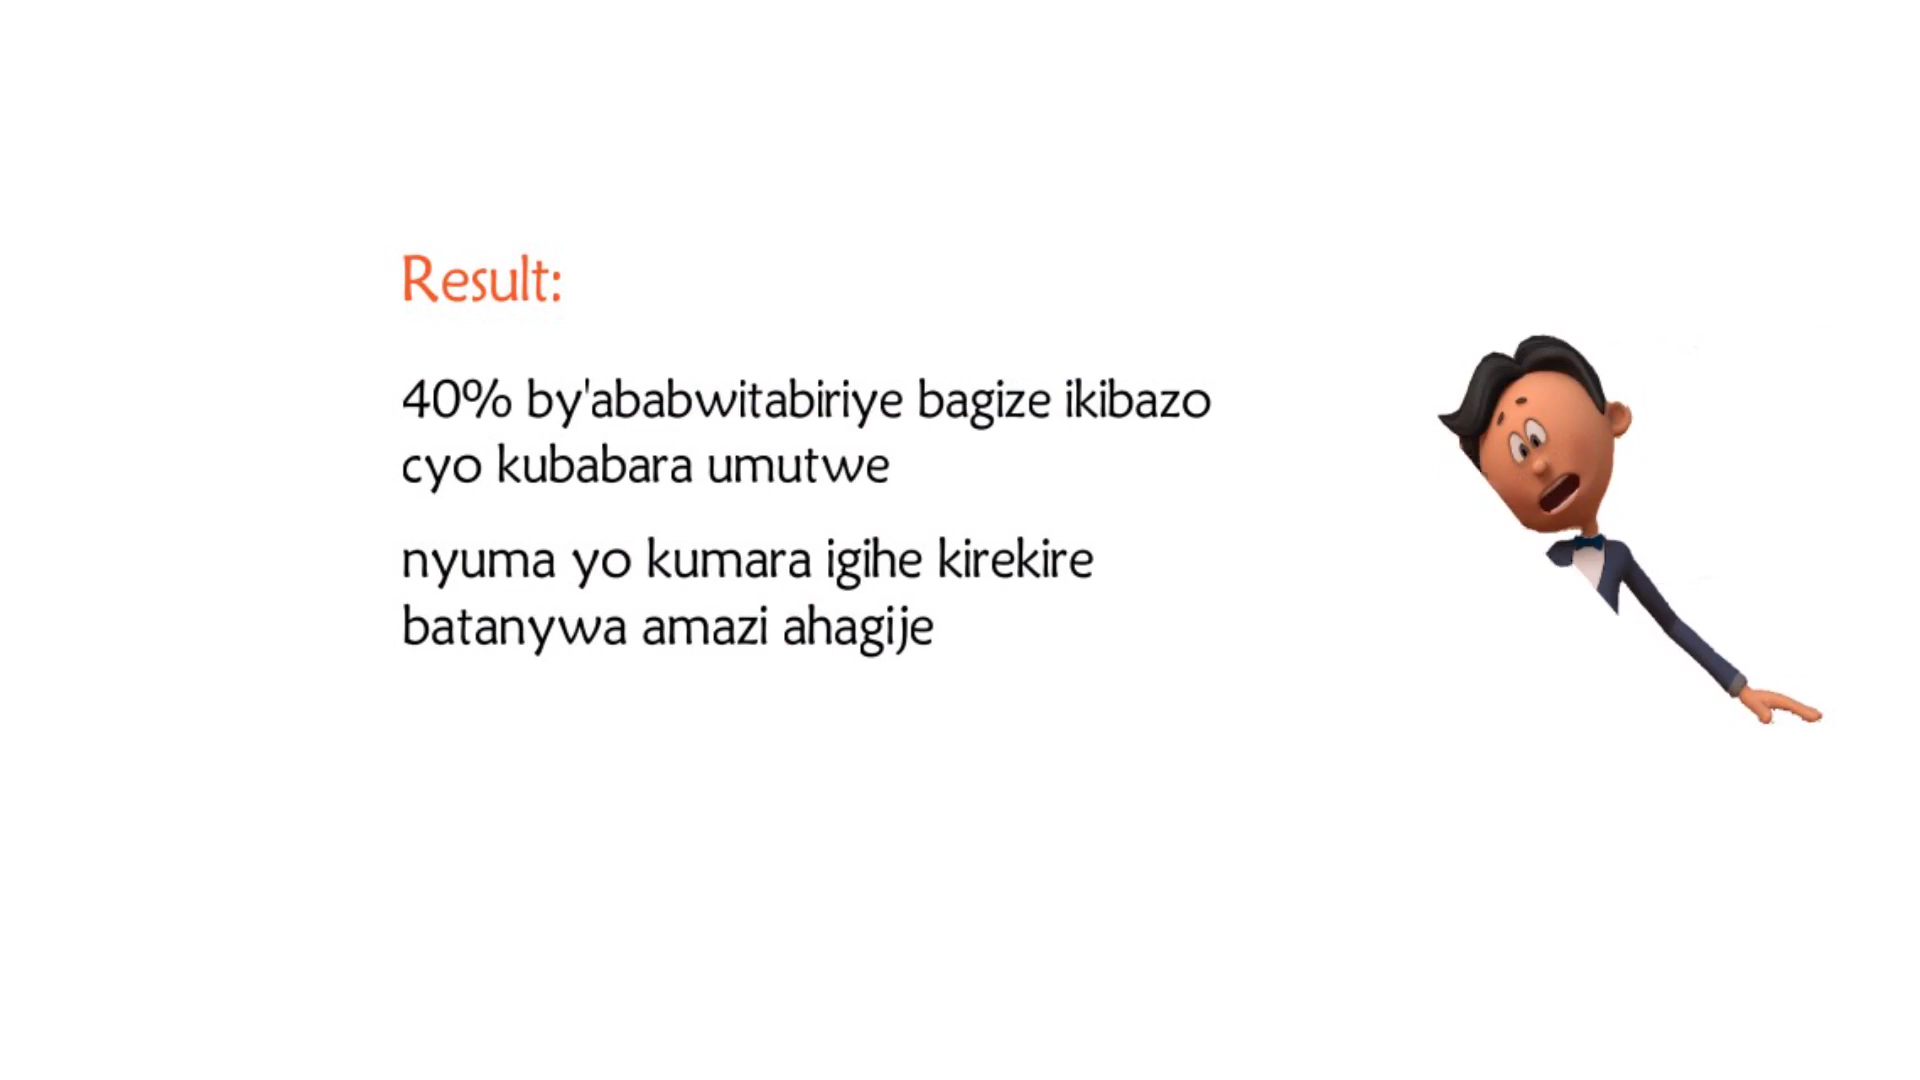 Result:
40% by'ababwitabiriye bagize ikibazo
cyo kubabara umutwe
nyuma yo kumara igihe kirekire
batanywa amazi ahagije